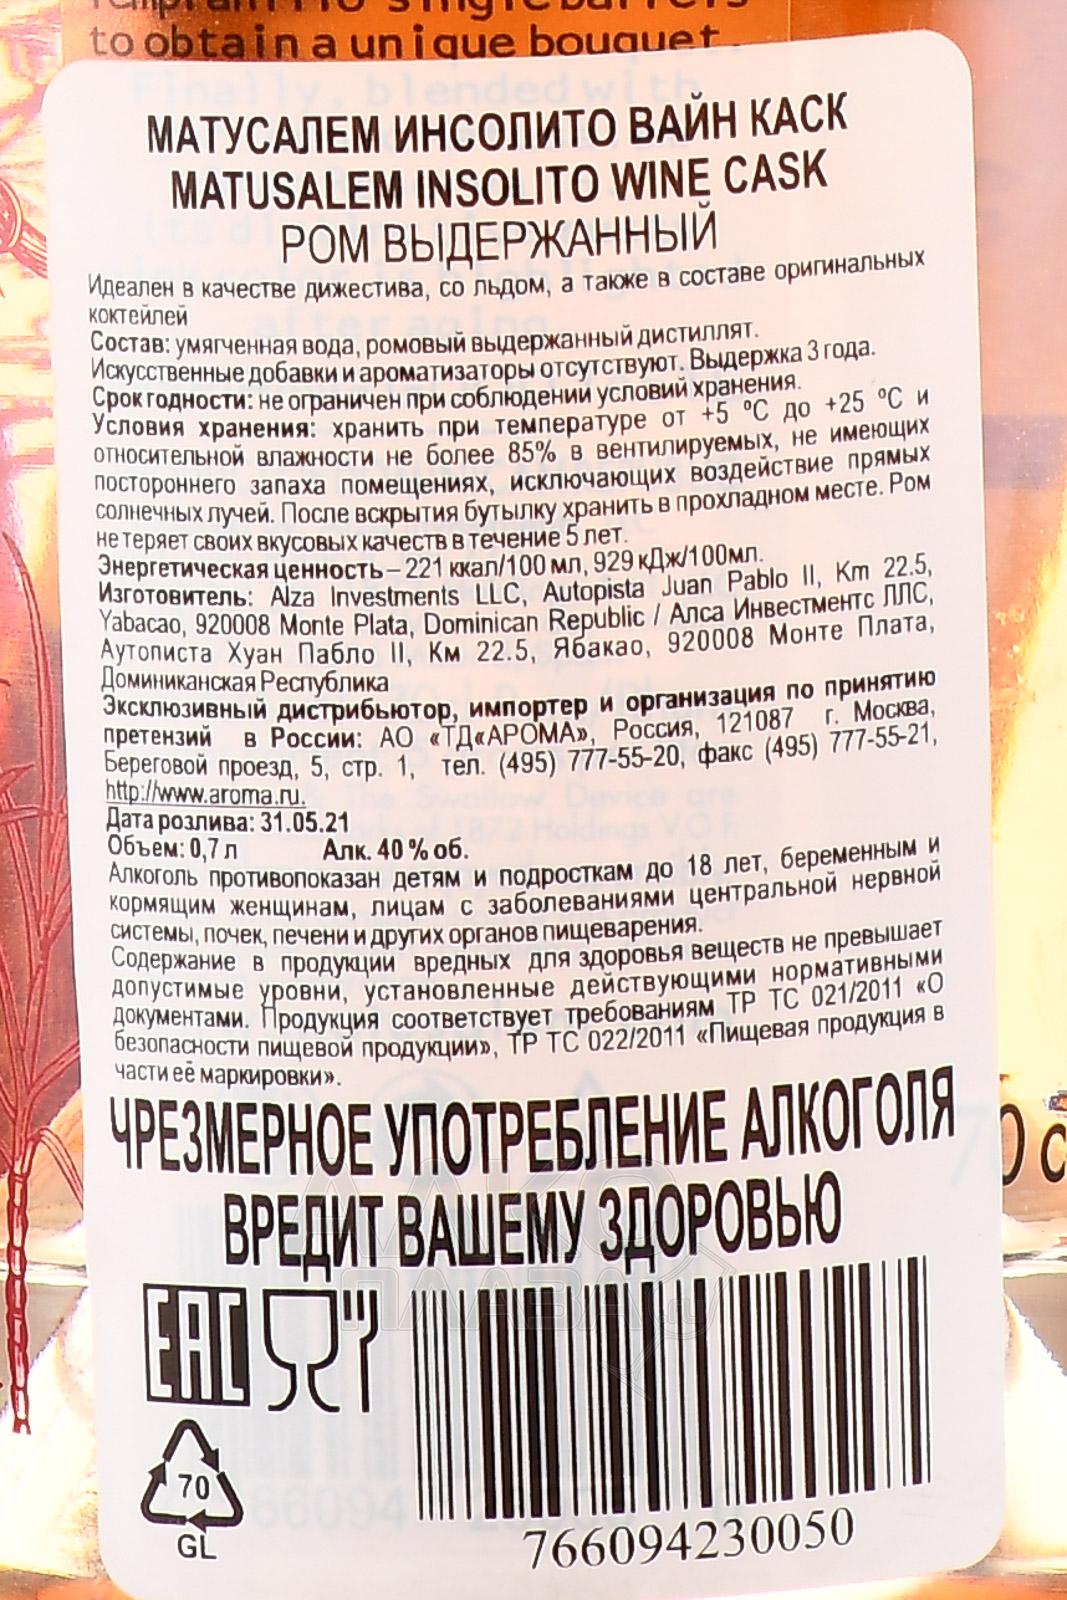 to obtain a unique bouquet.
Finally, blended with
МАТУСАЛЕМ ИНСОЛИТО ВАЙН КАСК
MATUSALEM INSOLITO WINE CASK
РОМ ВЫДЕРЖАННЫЙ
Идеален в качестве дижестива, со льдом, а также в составе оригинальных
коктейлей
Состав: умягченная вода, ромовый выдержанный дистиллят.
Искусственные добавки и ароматизаторы отсутствуют. Выдержка 3 года.
Срок годности: не ограничен при соблюдении условий хранения.
Условия хранения: хранить при температуре от +5 ºC до +25 ºC и
относительной влажности не более 85% в вентилируемых, не имеющих
постороннего запаха помещениях, исключающих воздействие прямых
солнечных лучей. После вскрытия бутылку хранить в прохладном месте. Ром
не теряет своих вкусовых качеств в течение 5 лет.
Энергетическая ценность – 221 ккал/100 мл, 929 кДж/100мл.
Изготовитель: Alza Investments LLC, Autopista Juan Pablo II, Km 22.5,
Yabacao, 920008 Monte Plata, Dominican Republic / Алса Инвестментс ЛЛС,
Аутописта Хуан Пабло II, Км 22.5, Ябакао, 920008 Монте Плата,
Доминиканская Республика
Эксклюзивный дистрибьютор, импортер и организация по принятию
претензий в России: АО «ТД«АРОМА», Россия, 121087 г. Москва,
Береговой проезд, 5, стр. 1, тел. (495) 777-55-20, факс (495) 777-55-21,
http://www.aroma.ru.
Дата розлива: 31.05.21
Объем: 0,7 л Алк. 40 % об.
Алкоголь противопоказан детям и подросткам до 18 лет, беременным и
кормящим женщинам, лицам с заболеваниями центральной нервной
системы, почек, печени и других органов пищеварения.
Содержание в продукции вредных для здоровья веществ не превышает
допустимые уровни, установленные действующими нормативными
документами. Продукция соответствует требованиям ТР ТС 021/2011 «О
безопасности пищевой продукции», ТР ТС 022/2011 «Пищевая продукция в
части её маркировки».
ЧРЕЗМЕРНОЕ УПОТРЕБЛЕНИЕ АЛКОГОЛЯ
ВРЕДИТ ВАШЕМУ ЗДОРОВЬЮ
EAC
70
GL
766094230050